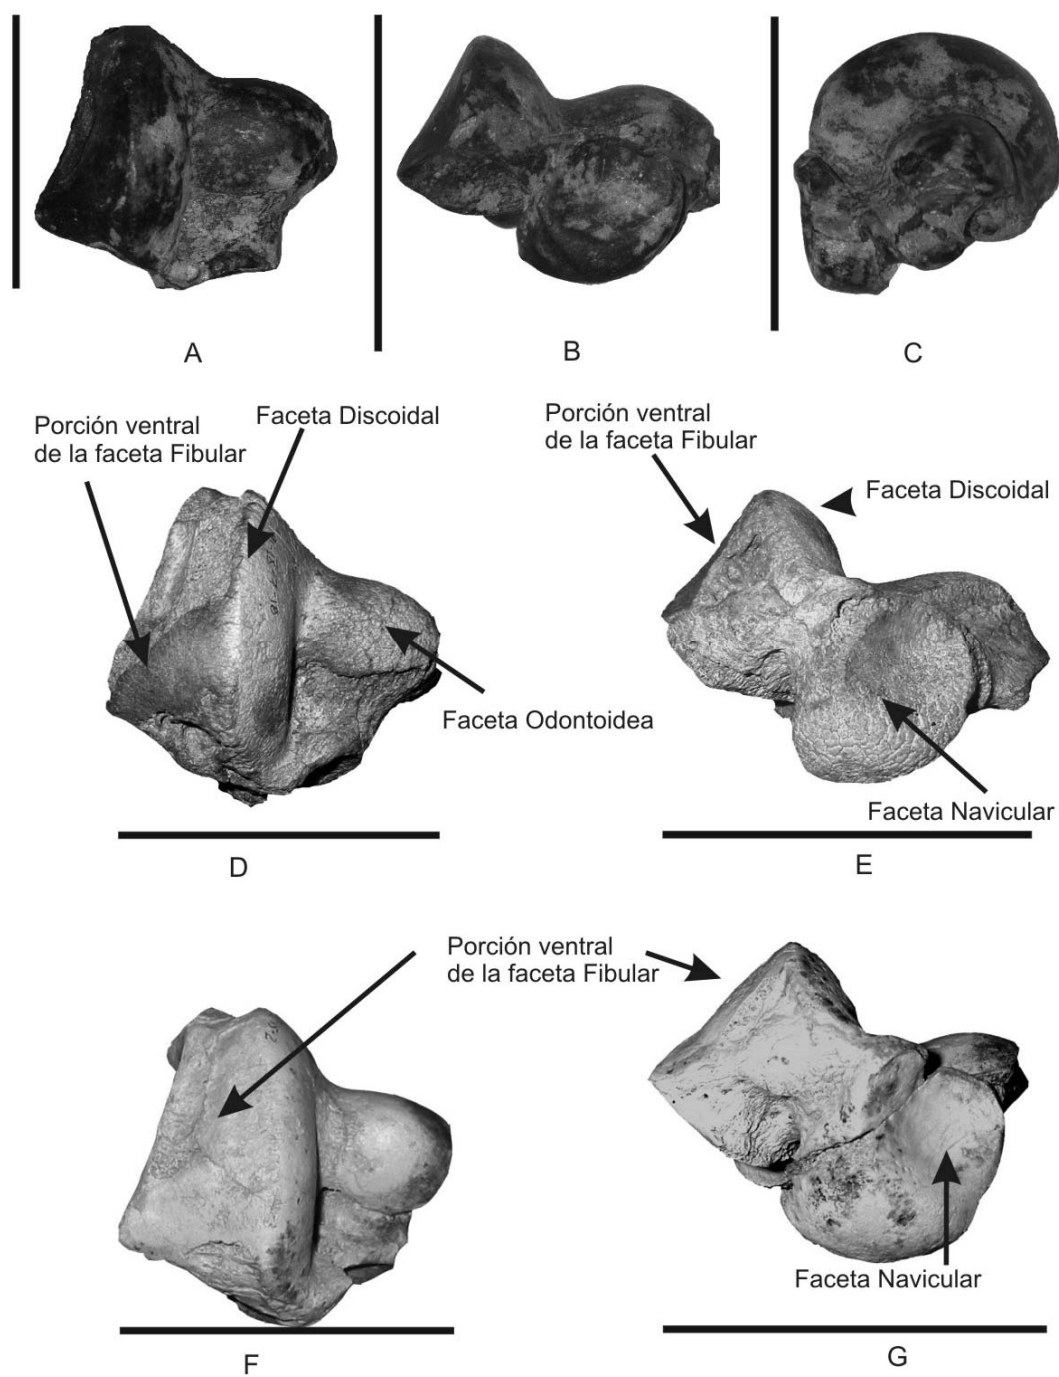 A
B
C
Porción ventral
de la faceta Fibular
Faceta Discoidal
Faceta Odontoidea
D
Porción ventral
de la faceta Fibular
Faceta Discoidal
Faceta Navicular
E
Porción ventral
de la faceta Fibular
F
Faceta Navicular
G